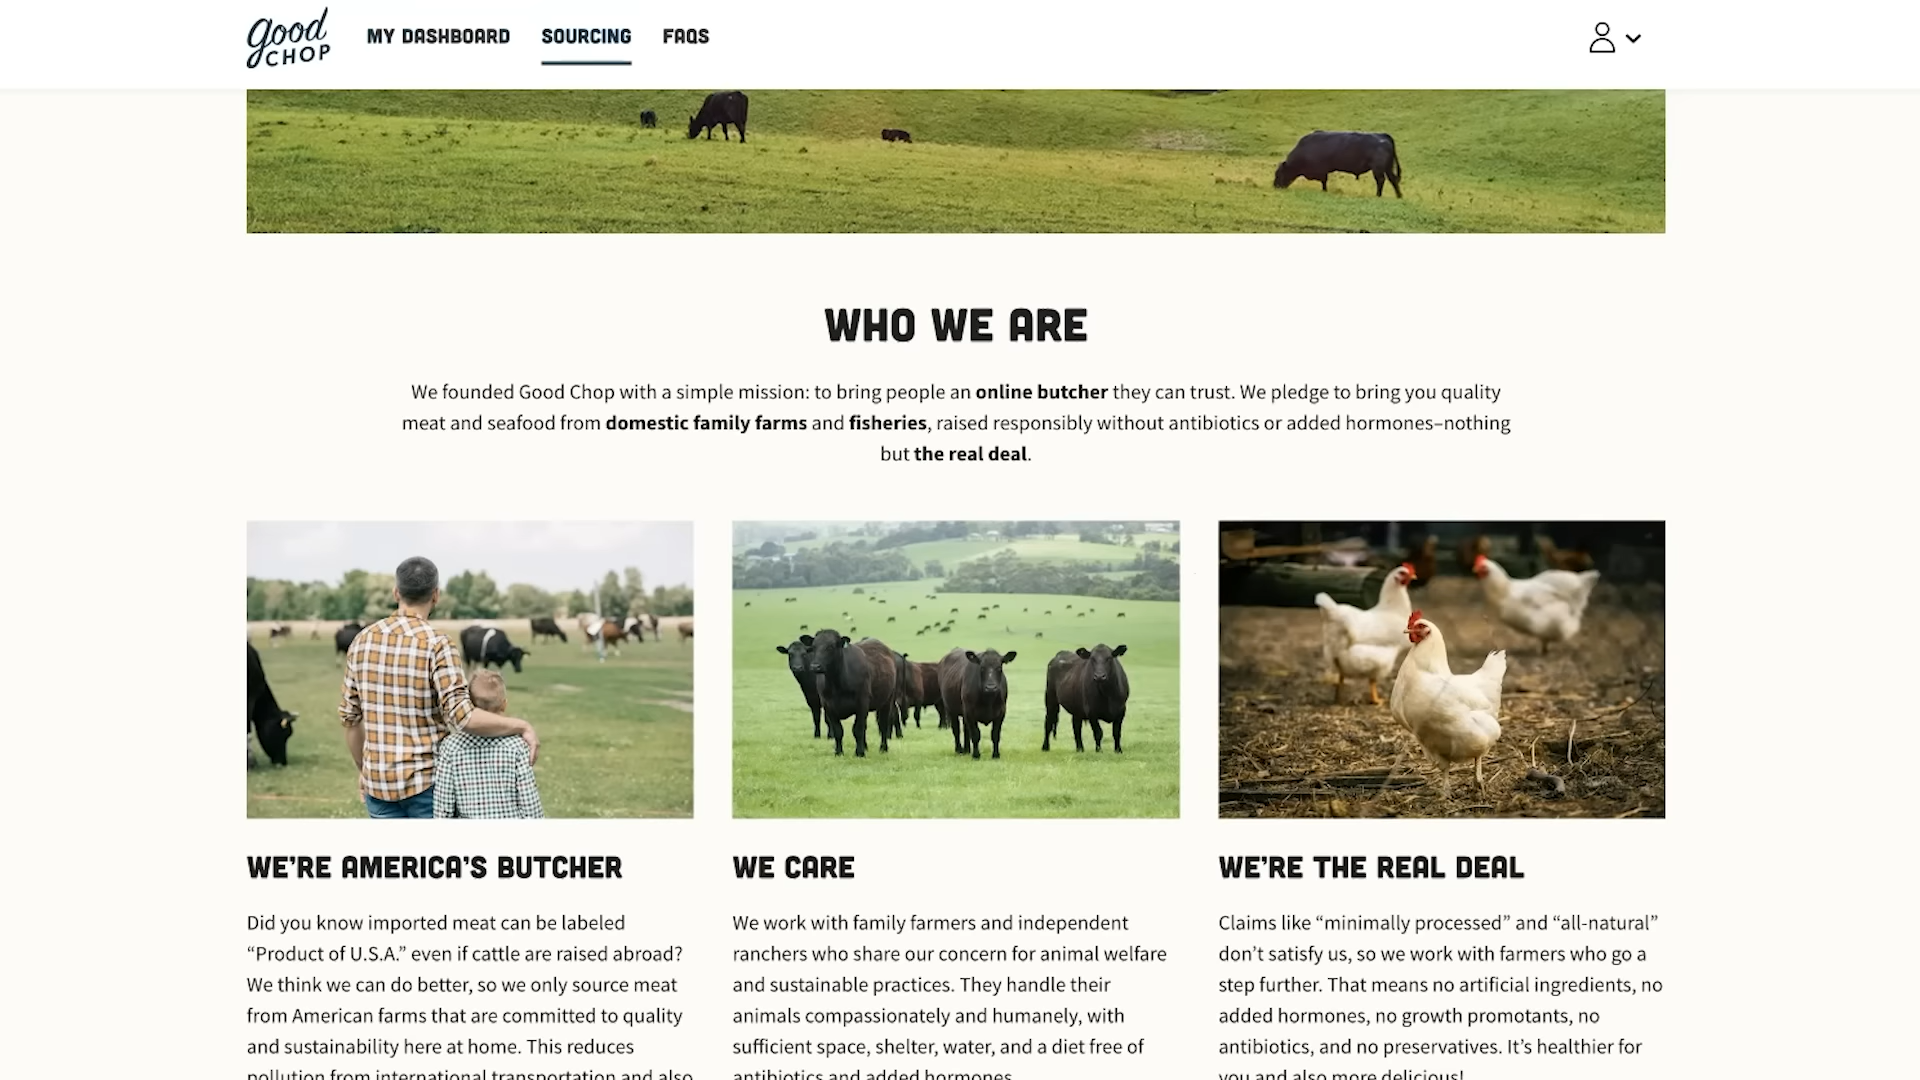 good CHOP
MY DASHBOARD SOURCING FAQS
WHO WE ARE
We founded Good Chop with a simple mission: to bring people an online butcher they can trust. We pledge to bring you quality
meat and seafood from domestic family farms and fisheries, raised responsibly without antibiotics or added hormones–nothing
but the real deal.
WE'RE AMERICA'S BUTCHER
Did you know imported meat can be labeled
“Product of U.S.A.” even if cattle are raised abroad?
We think we can do better, so we only source meat
from American farms that are committed to quality
and sustainability here at home. This reduces
pollution from international transportation and also
WE CARE
We work with family farmers and independent
ranchers who share our concern for animal welfare
and sustainable practices. They handle their
animals compassionately and humanely, with
sufficient space, shelter, water, and a diet free of
antibiotics and added hormones.
WE'RE THE REAL DEAL
Claims like “minimally processed” and “all-natural”
don’t satisfy us, so we work with farmers who go a
step further. That means no artificial ingredients, no
added hormones, no growth promotants, no
antibiotics, and no preservatives. It’s healthier for
you and also more delicious!